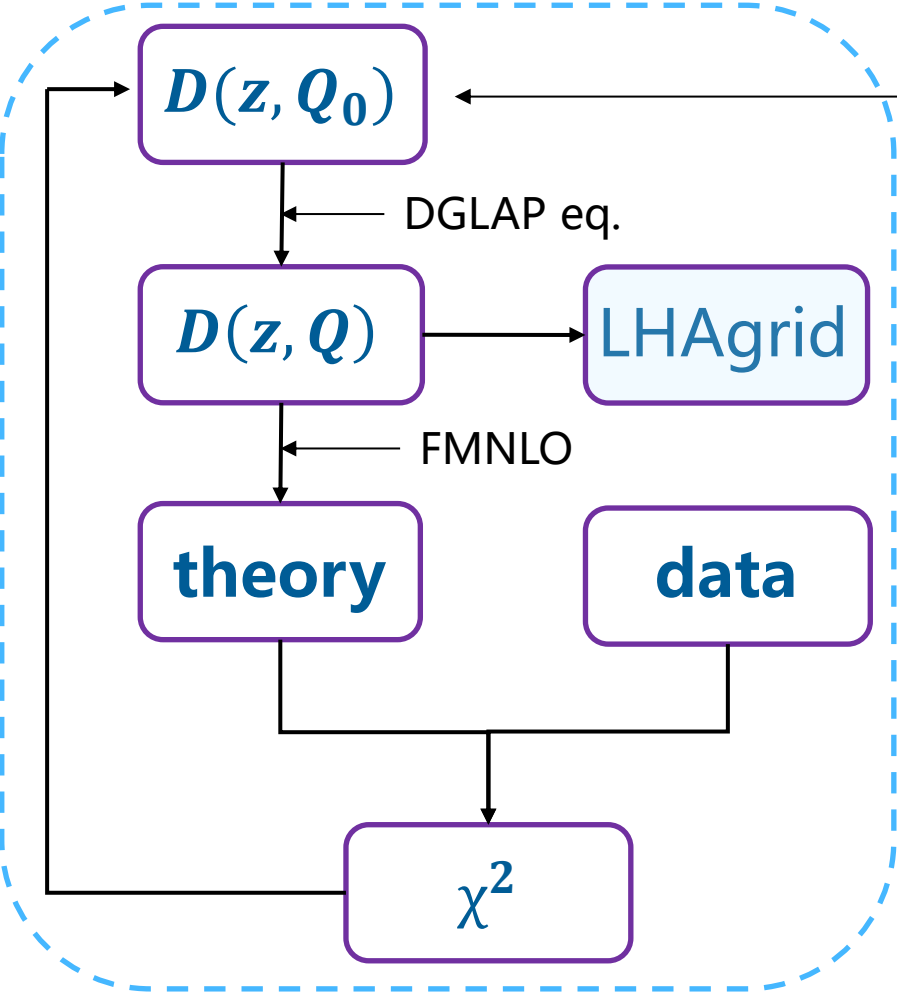 D(z, Q₀)
DGLAP eq.
D(z, Q)
LHAgrid
FMNLO
theory
data
χ²